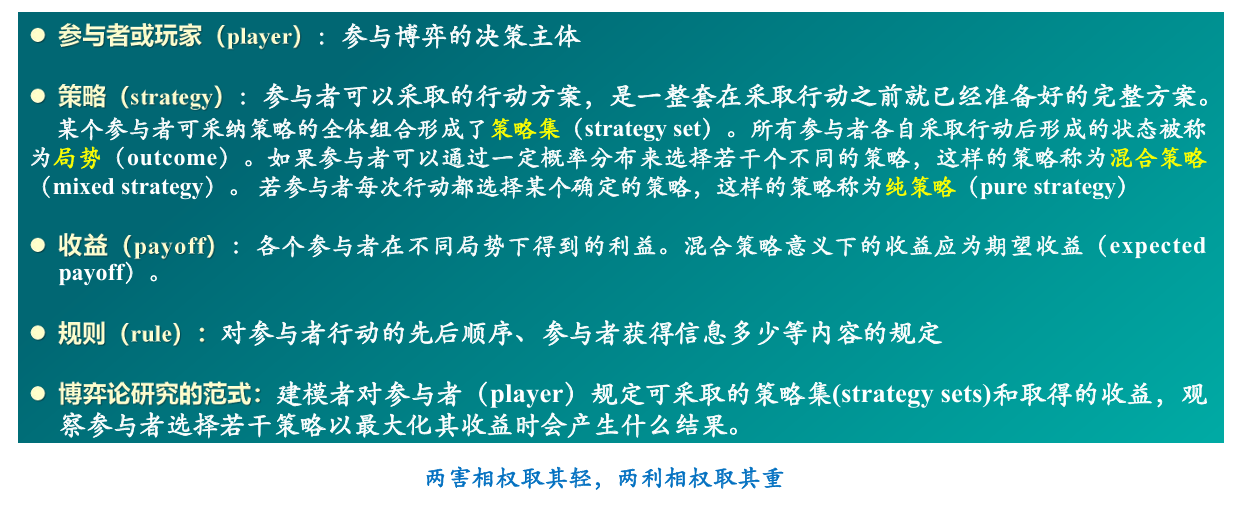 ● 参与者或玩家（player）：参与博弈的决策主体
● 策略（strategy）：参与者可以采取的行动方案，是一整套在采取行动之前就已经准备好的完整方案。
某个参与者可采纳策略的全体组合形成了策略集（strategy set）。所有参与者各自采取行动后形成的状态被称
为局势（outcome）。如果参与者可以通过一定概率分布来选择若干个不同的策略，这样的策略称为混合策略
（mixed strategy）。 若参与者每次行动都选择某个确定的策略，这样的策略称为纯策略（pure strategy）
● 收益（payoff）：各个参与者在不同局势下得到的利益。混合策略意义下的收益应为期望收益（expected
payoff）。
● 规则（rule）：对参与者行动的先后顺序、参与者获得信息多少等内容的规定
● 博弈论研究的范式：建模者对参与者（player）规定可采取的策略集(strategy sets)和取得的收益，观
察参与者选择若干策略以最大化其收益时会产生什么结果。
两害相权取其轻，两利相权取其重